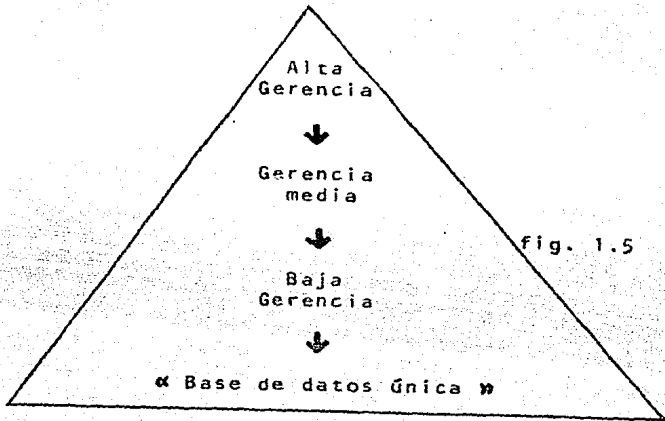 Alta
Gerencia
Gerencia
media
fig. 1.5
Baja
Gerencia
« Base de datos única »